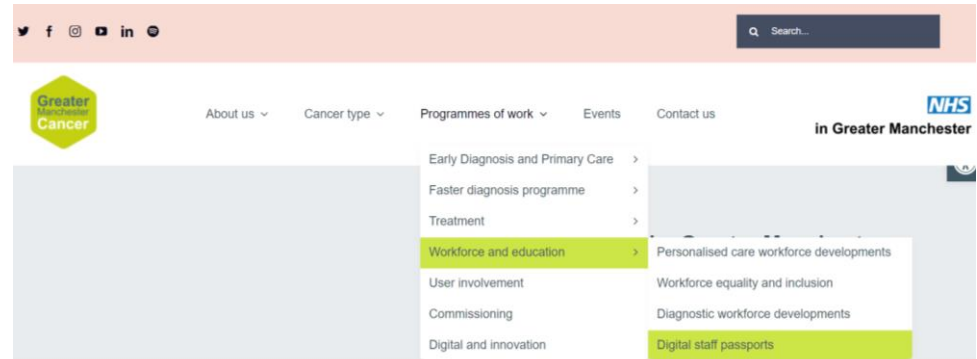 Search...
Greater
Manchester
Cancer
About us
Cancer type
Programmes of work
Events
Contact us
NHS
in Greater Manchester
Early Diagnosis and Primary Care
Faster diagnosis programme
Treatment
Workforce and education
User involvement
Commissioning
Digital and innovation
Personalised care workforce developments
Workforce equality and inclusion
Diagnostic workforce developments
Digital staff passports